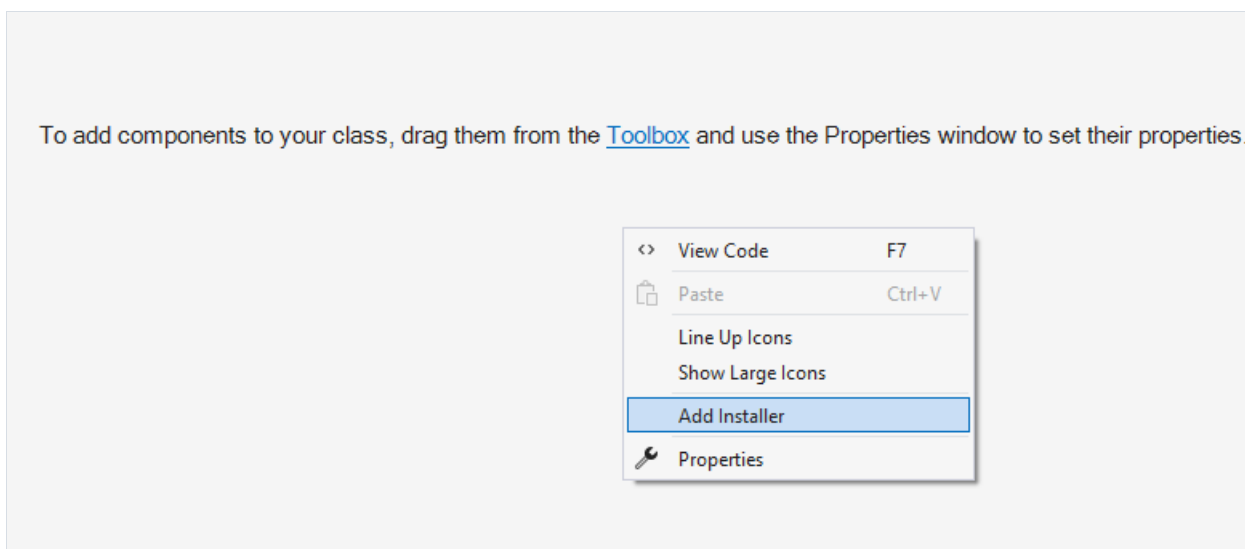 To add components to your class, drag them from the Toolbox and use the Properties window to set their properties.
View Code F7
Paste Ctrl+V
Line Up Icons
Show Large Icons
Add Installer
Properties